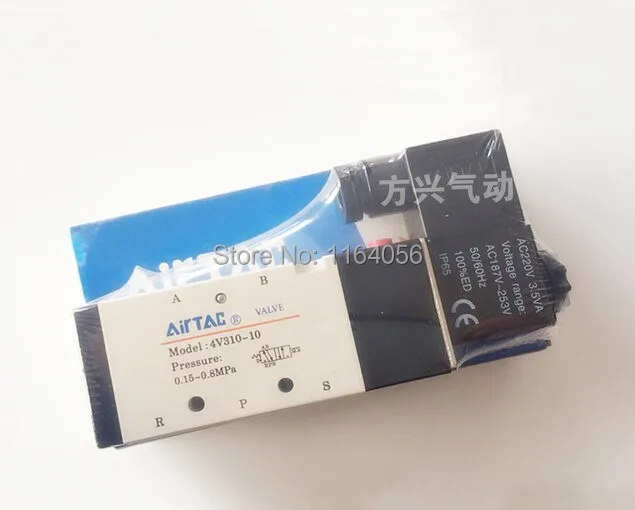 方兴气动
Store No.: 1164056
AirTAC
A B
AirTAC ® VALVE
Model:4V310-10
Pressure:
0.15~0.8MPa
R P S
AC220V 3.5VA
Voltage range:
AC187V-253V
50/60Hz
100%ED
IP65
CE